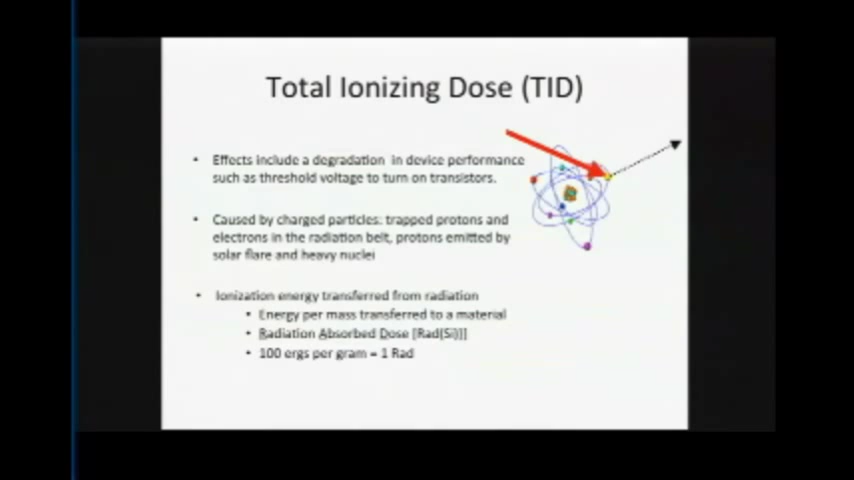 Total Ionizing Dose (TID)
• Effects include a degradation in device performance
such as threshold voltage to turn on transistors.
• Caused by charged particles: trapped protons and
electrons in the radiation belt, protons emitted by
solar flare and heavy nuclei
• Ionization energy transferred from radiation
• Energy per mass transferred to a material
• Radiation Absorbed Dose [Rad(Si)]]
• 100 ergs per gram = 1 Rad